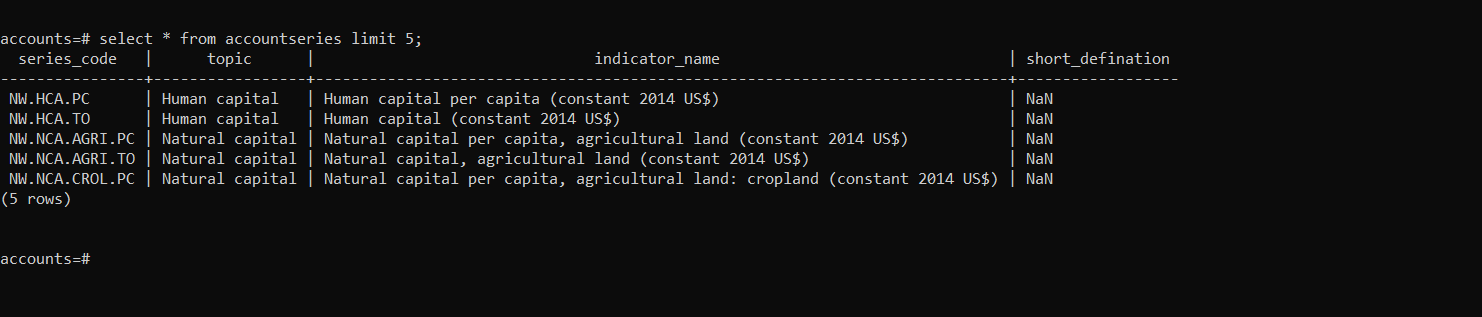 accounts=# select * from accountseries limit 5;
  series_code   |      topic      |                               indicator_name                                | short_defination
----------------+-----------------+-----------------------------------------------------------------------------+------------------
 NW.HCA.PC      | Human capital   | Human capital per capita (constant 2014 US$)                                | NaN
 NW.HCA.TO      | Human capital   | Human capital (constant 2014 US$)                                           | NaN
 NW.NCA.AGRI.PC | Natural capital | Natural capital per capita, agricultural land (constant 2014 US$)           | NaN
 NW.NCA.AGRI.TO | Natural capital | Natural capital, agricultural land (constant 2014 US$)                      | NaN
 NW.NCA.CROL.PC | Natural capital | Natural capital per capita, agricultural land: cropland (constant 2014 US$) | NaN
(5 rows)
accounts=#